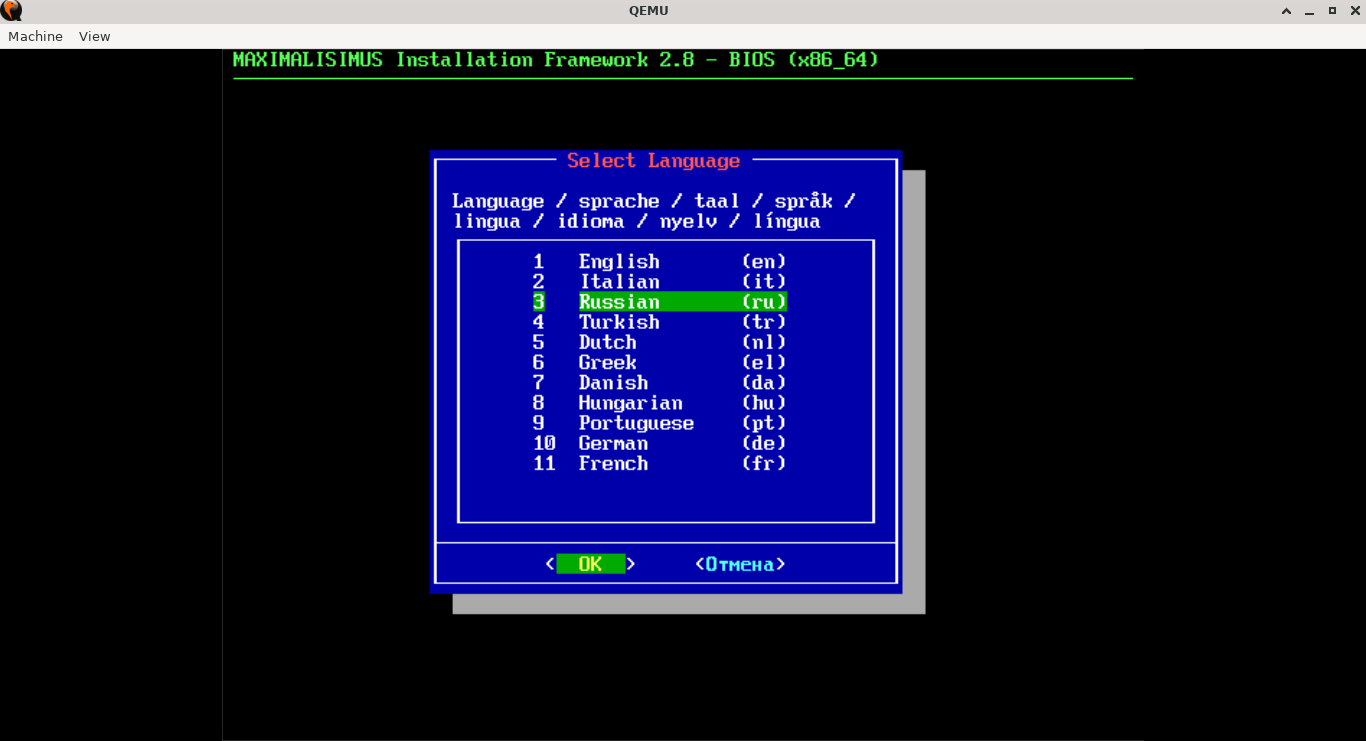 QEMU
Machine View
MAXIMALISIMUS Installation Framework 2.8 - BIOS (x86_64)
Select Language
Language / sprache / taal / språk /
lingua / idioma / nyelv / língua
1 English (en)
2 Italian (it)
3 Russian (ru)
4 Turkish (tr)
5 Dutch (nl)
6 Greek (el)
7 Danish (da)
8 Hungarian (hu)
9 Portuguese (pt)
10 German (de)
11 French (fr)
< OK > <Отмена>